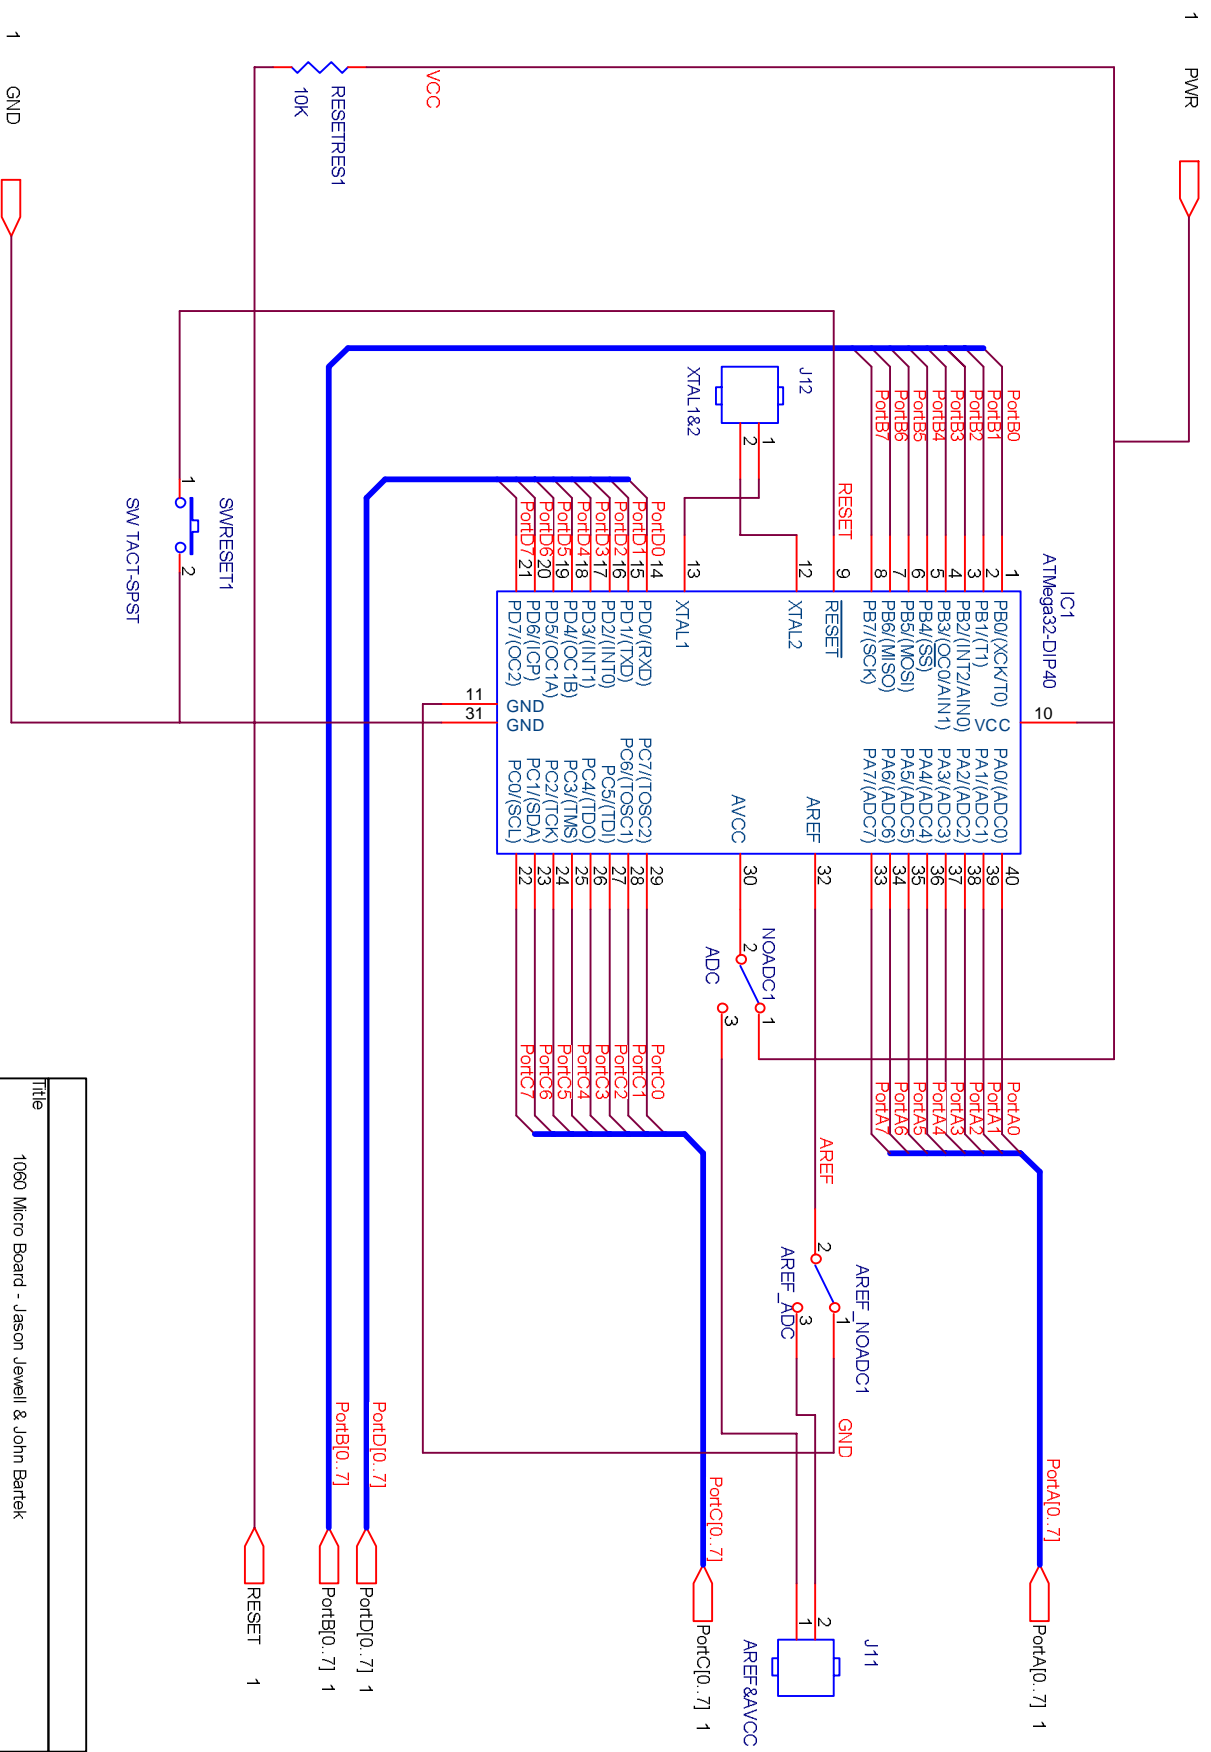 1 PWR
1 GND
VCC
RESETRES1
10K
PortB0
PortB1
PortB2
PortB3
PortB4
PortB5
PortB6
PortB7
J12
XTAL1&2
1
2
RESET
PortD0
PortD1
PortD2
PortD3
PortD4
PortD5
PortD6
PortD7
SWRESET1
SW TACT-SPST
1
2
IC1
ATMega32-DIP40
1 PB0/(XCK/T0)
2 PB1/(T1)
3 PB2/(INT2/AIN0)
4 PB3/(OC0/AIN1)
5 PB4/(SS)
6 PB5/(MOSI)
7 PB6/(MISO)
8 PB7/(SCK)
9 RESET
12 XTAL2
13 XTAL1
14 PD0/(RXD)
15 PD1/(TXD)
16 PD2/(INT0)
17 PD3/(INT1)
18 PD4/(OC1B)
19 PD5/(OC1A)
20 PD6/(ICP)
21 PD7/(OC2)
10 VCC
11 GND
31 GND
PA0/(ADC0) 40
PA1/(ADC1) 39
PA2/(ADC2) 38
PA3/(ADC3) 37
PA4/(ADC4) 36
PA5/(ADC5) 35
PA6/(ADC6) 34
PA7/(ADC7) 33
AREF 32
AVCC 30
PC7/(TOSC2) 29
PC6/(TOSC1) 28
PC5/(TDI) 27
PC4/(TDO) 26
PC3/(TMS) 25
PC2/(TCK) 24
PC1/(SDA) 23
PC0/(SCL) 22
NOADC1
ADC
2
1
3
PortA0
PortA1
PortA2
PortA3
PortA4
PortA5
PortA6
PortA7
PortC0
PortC1
PortC2
PortC3
PortC4
PortC5
PortC6
PortC7
AREF
AREF_NOADC1
AREF_ADC
2
1
3
GND
PortA[0..7]
PortC[0..7]
PortD[0..7]
PortB[0..7]
PortA[0..7] 1
J11
AREF&AVCC
2
1
PortC[0..7] 1
PortD[0..7] 1
PortB[0..7] 1
RESET 1
Title
1060 Micro Board - Jason Jewell & John Bartek